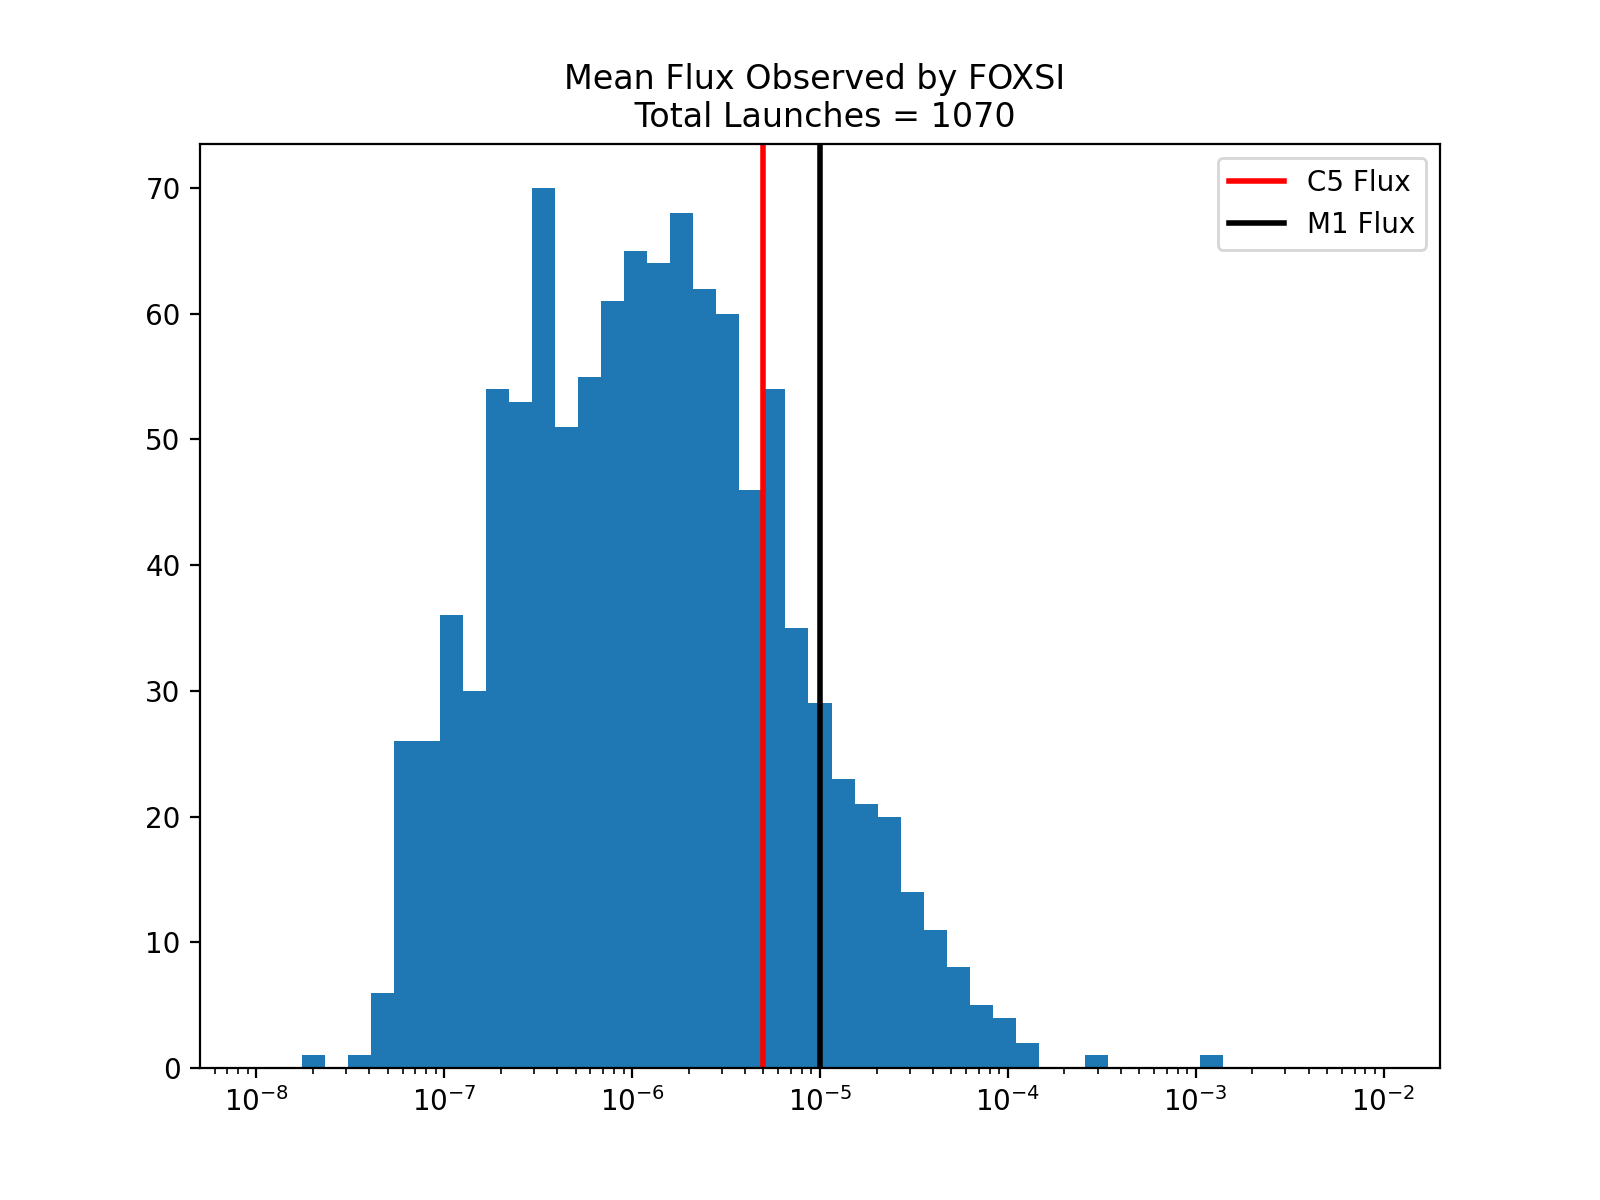 Mean Flux Observed by FOXSI
Total Launches = 1070
C5 Flux
M1 Flux
70
60
50
40
30
20
10
0
10⁻⁸ 10⁻⁷ 10⁻⁶ 10⁻⁵ 10⁻⁴ 10⁻³ 10⁻²